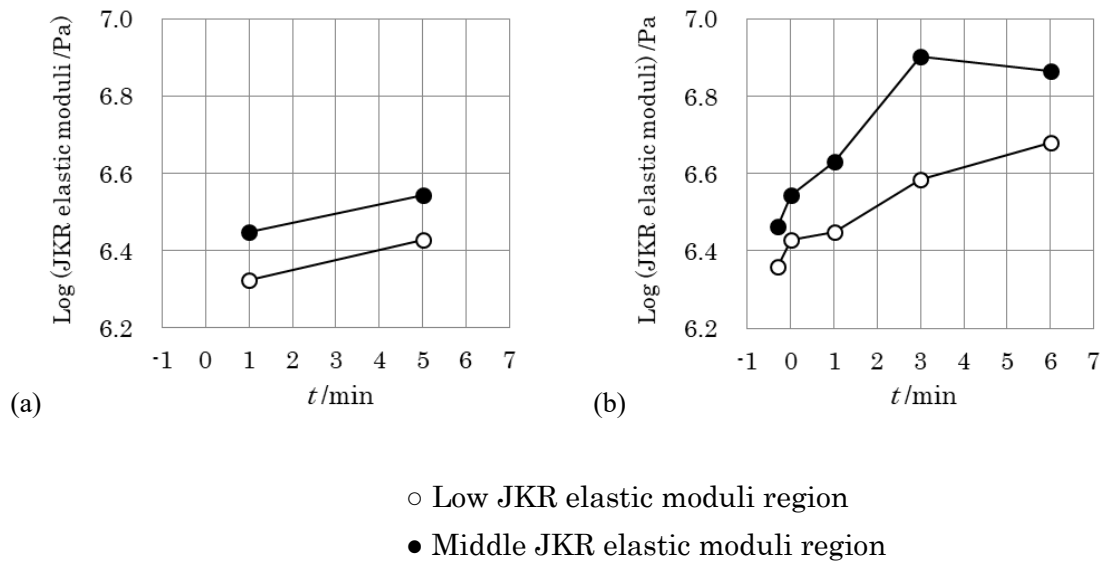 Log (JKR elastic moduli /Pa)
7.0
6.8
6.6
6.4
6.2
-1 0 1 2 3 4 5 6 7
t /min
(a)
Log (JKR elastic moduli) /Pa
7.0
6.8
6.6
6.4
6.2
-1 0 1 2 3 4 5 6 7
t /min
(b)
○ Low JKR elastic moduli region
● Middle JKR elastic moduli region